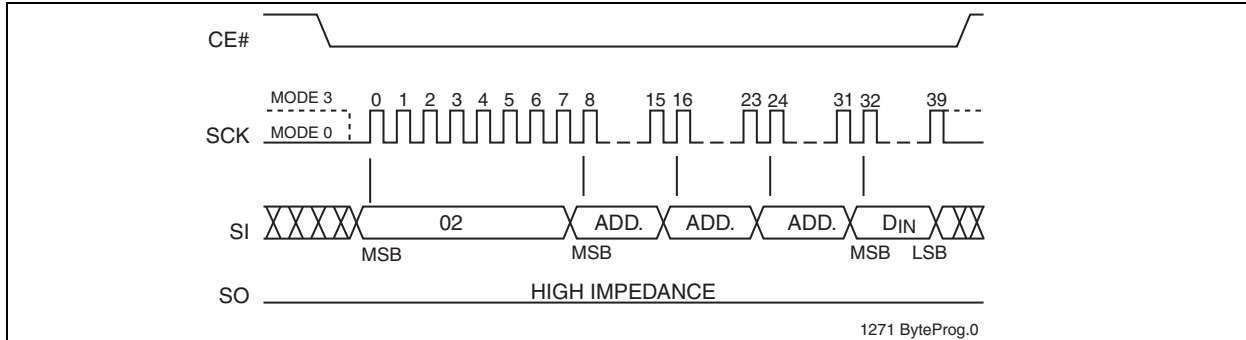 CE#
MODE 3 0 1 2 3 4 5 6 7 8 15 16 23 24 31 32 39
SCK MODE 0
SI 02 ADD. ADD. ADD. DIN
MSB MSB MSB LSB
SO HIGH IMPEDANCE
1271 ByteProg.0